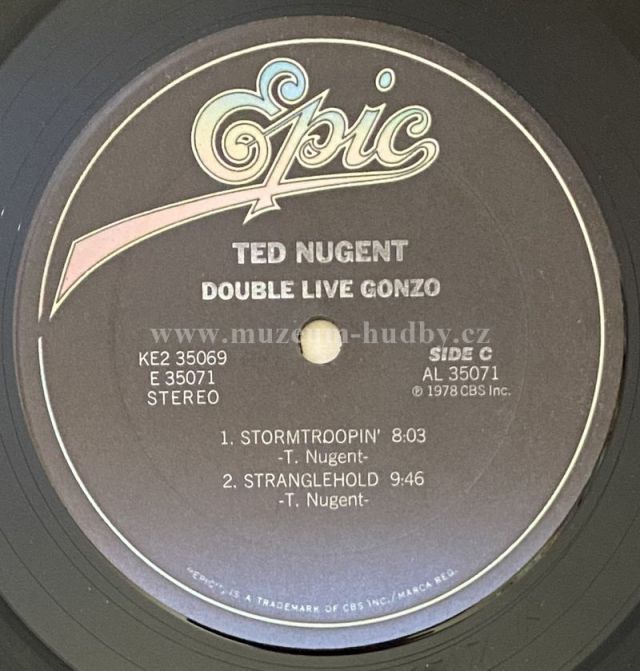 Epic
TED NUGENT
DOUBLE LIVE GONZO
www.muzeum-hudby.cz
KE2 35069
E 35071
STEREO
SIDE C
AL 35071
℗ 1978 CBS Inc.
1. STORMTROOPIN' 8:03
-T. Nugent-
2. STRANGLEHOLD 9:46
-T. Nugent-
"EPIC", IS A TRADEMARK OF CBS INC./MARCA REG.